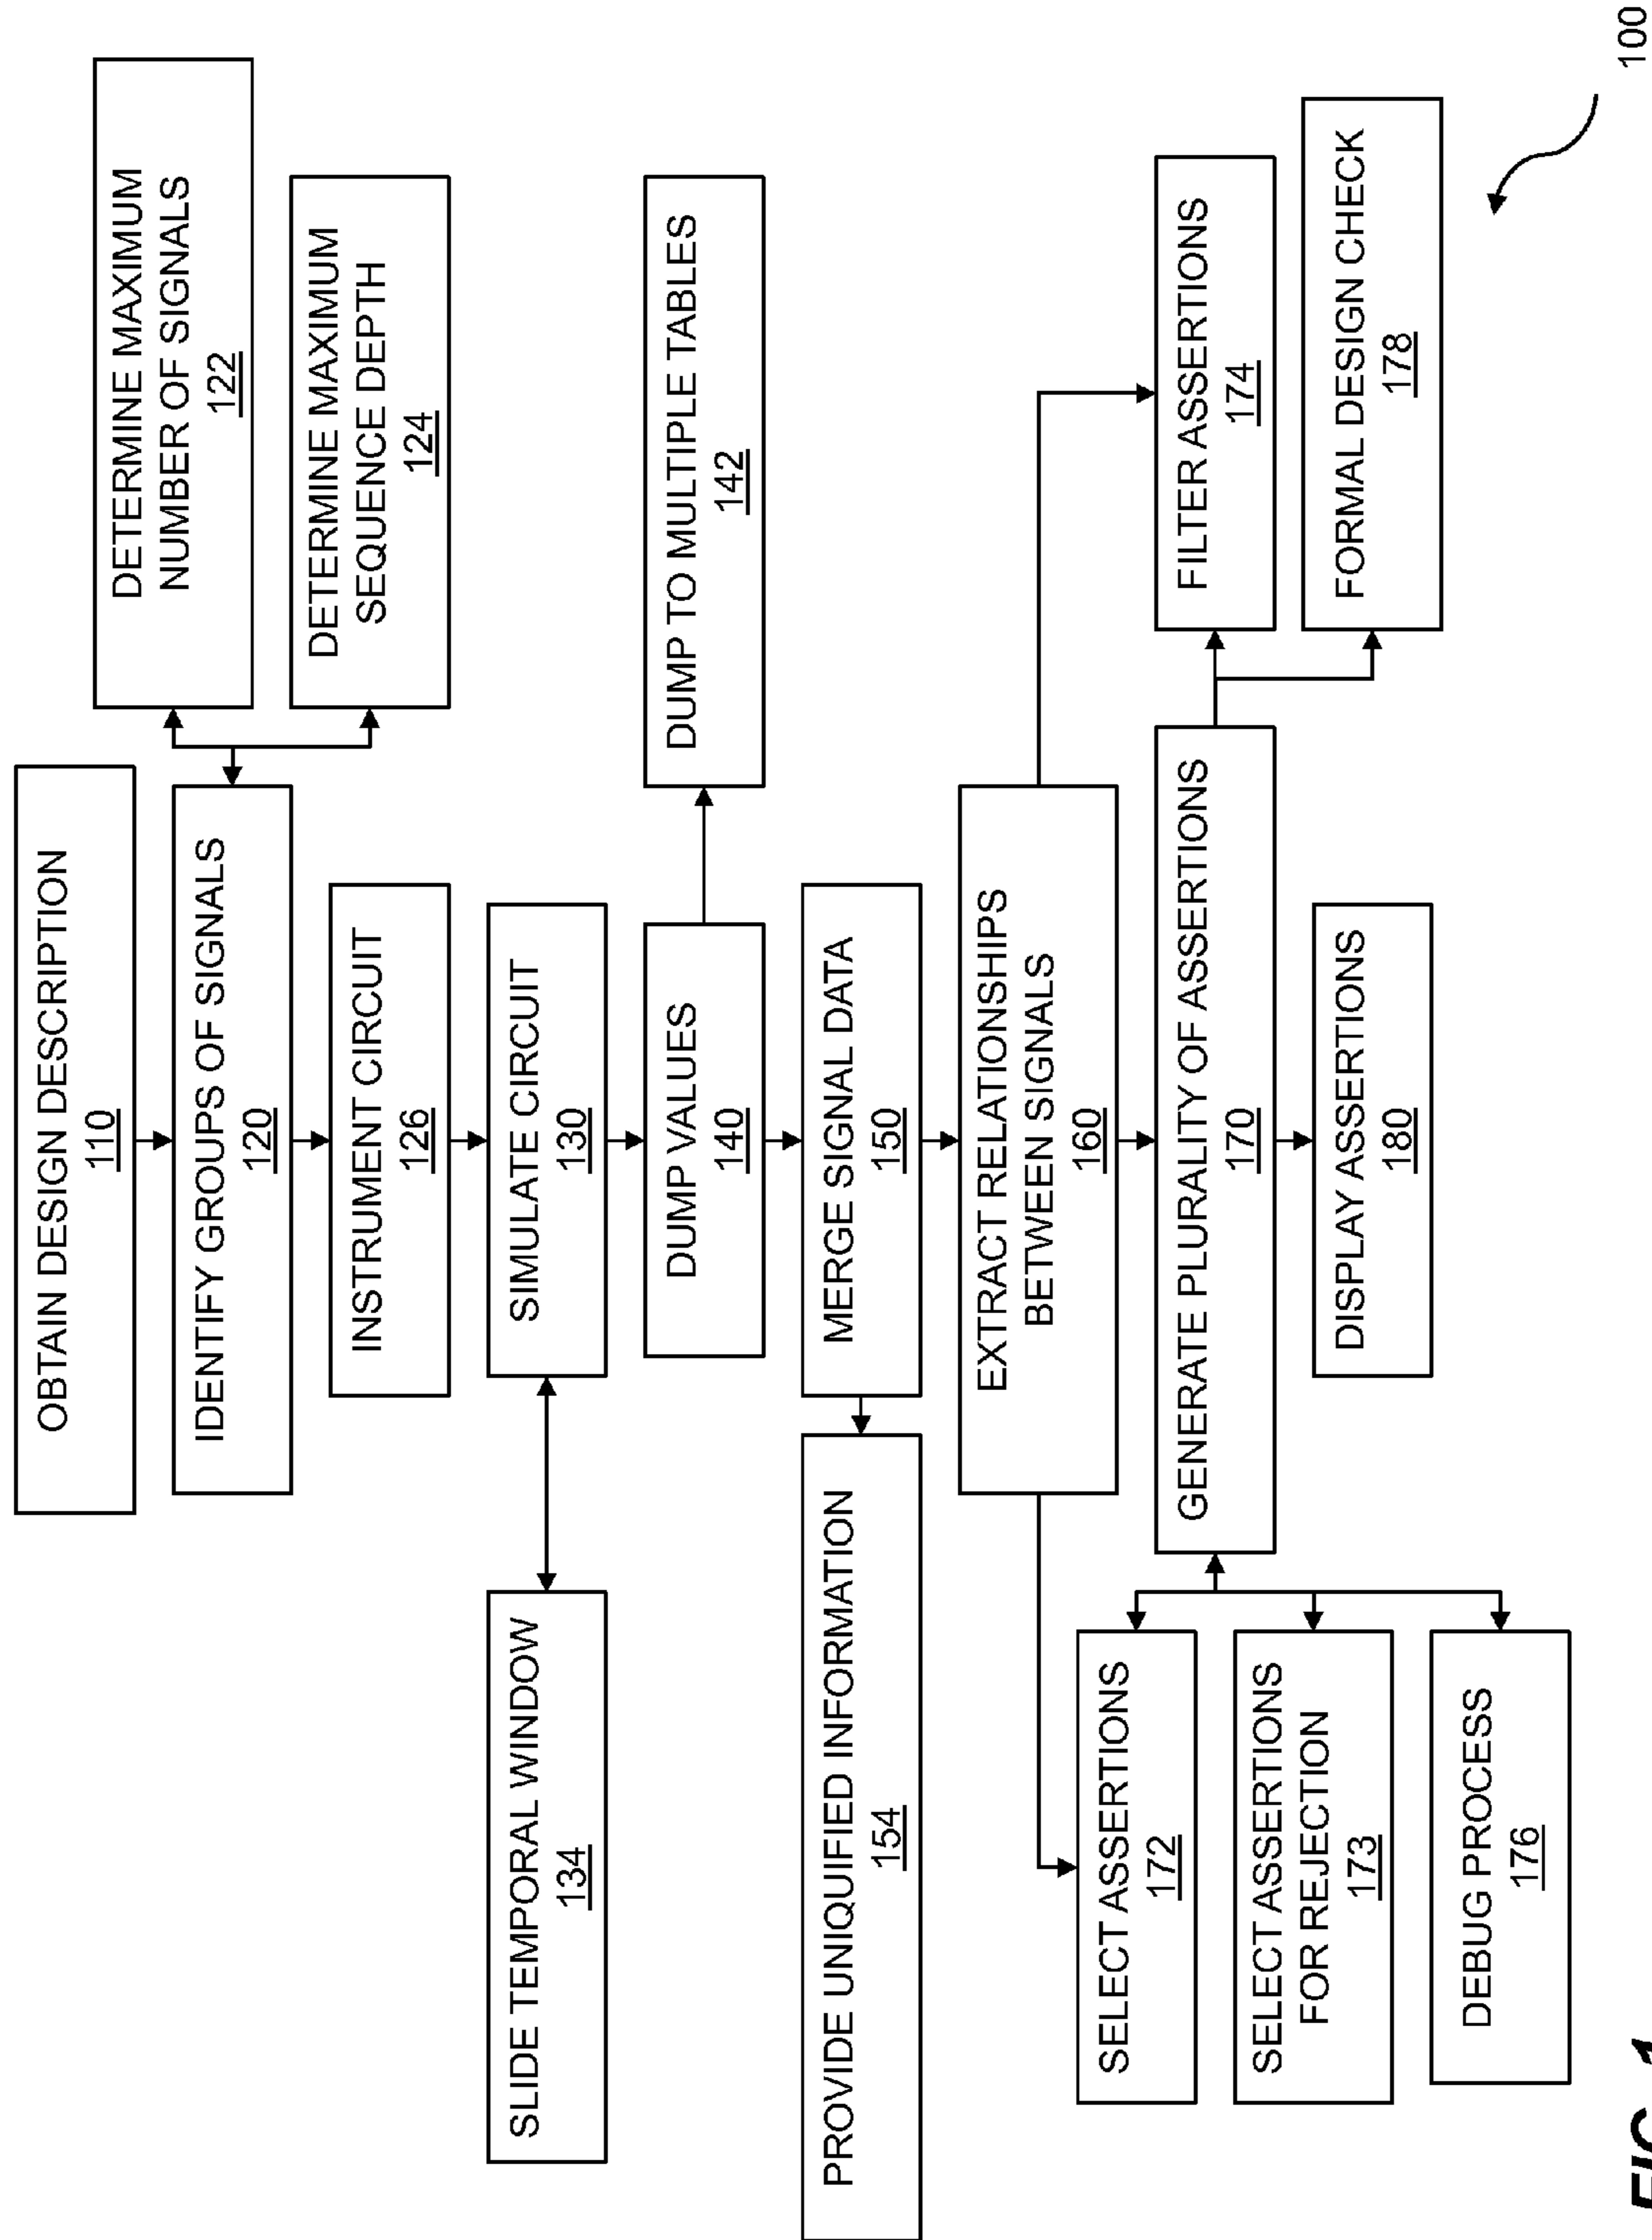 OBTAIN DESIGN DESCRIPTION
110
IDENTIFY GROUPS OF SIGNALS
120
DETERMINE MAXIMUM
NUMBER OF SIGNALS
122
DETERMINE MAXIMUM
SEQUENCE DEPTH
124
INSTRUMENT CIRCUIT
126
SLIDE TEMPORAL WINDOW
134
SIMULATE CIRCUIT
130
DUMP VALUES
140
DUMP TO MULTIPLE TABLES
142
PROVIDE UNIQUIFIED INFORMATION
154
MERGE SIGNAL DATA
150
EXTRACT RELATIONSHIPS
BETWEEN SIGNALS
160
SELECT ASSERTIONS
172
GENERATE PLURALITY OF ASSERTIONS
170
FILTER ASSERTIONS
174
SELECT ASSERTIONS
FOR REJECTION
173
DISPLAY ASSERTIONS
180
FORMAL DESIGN CHECK
178
DEBUG PROCESS
176
100
FIG. 1